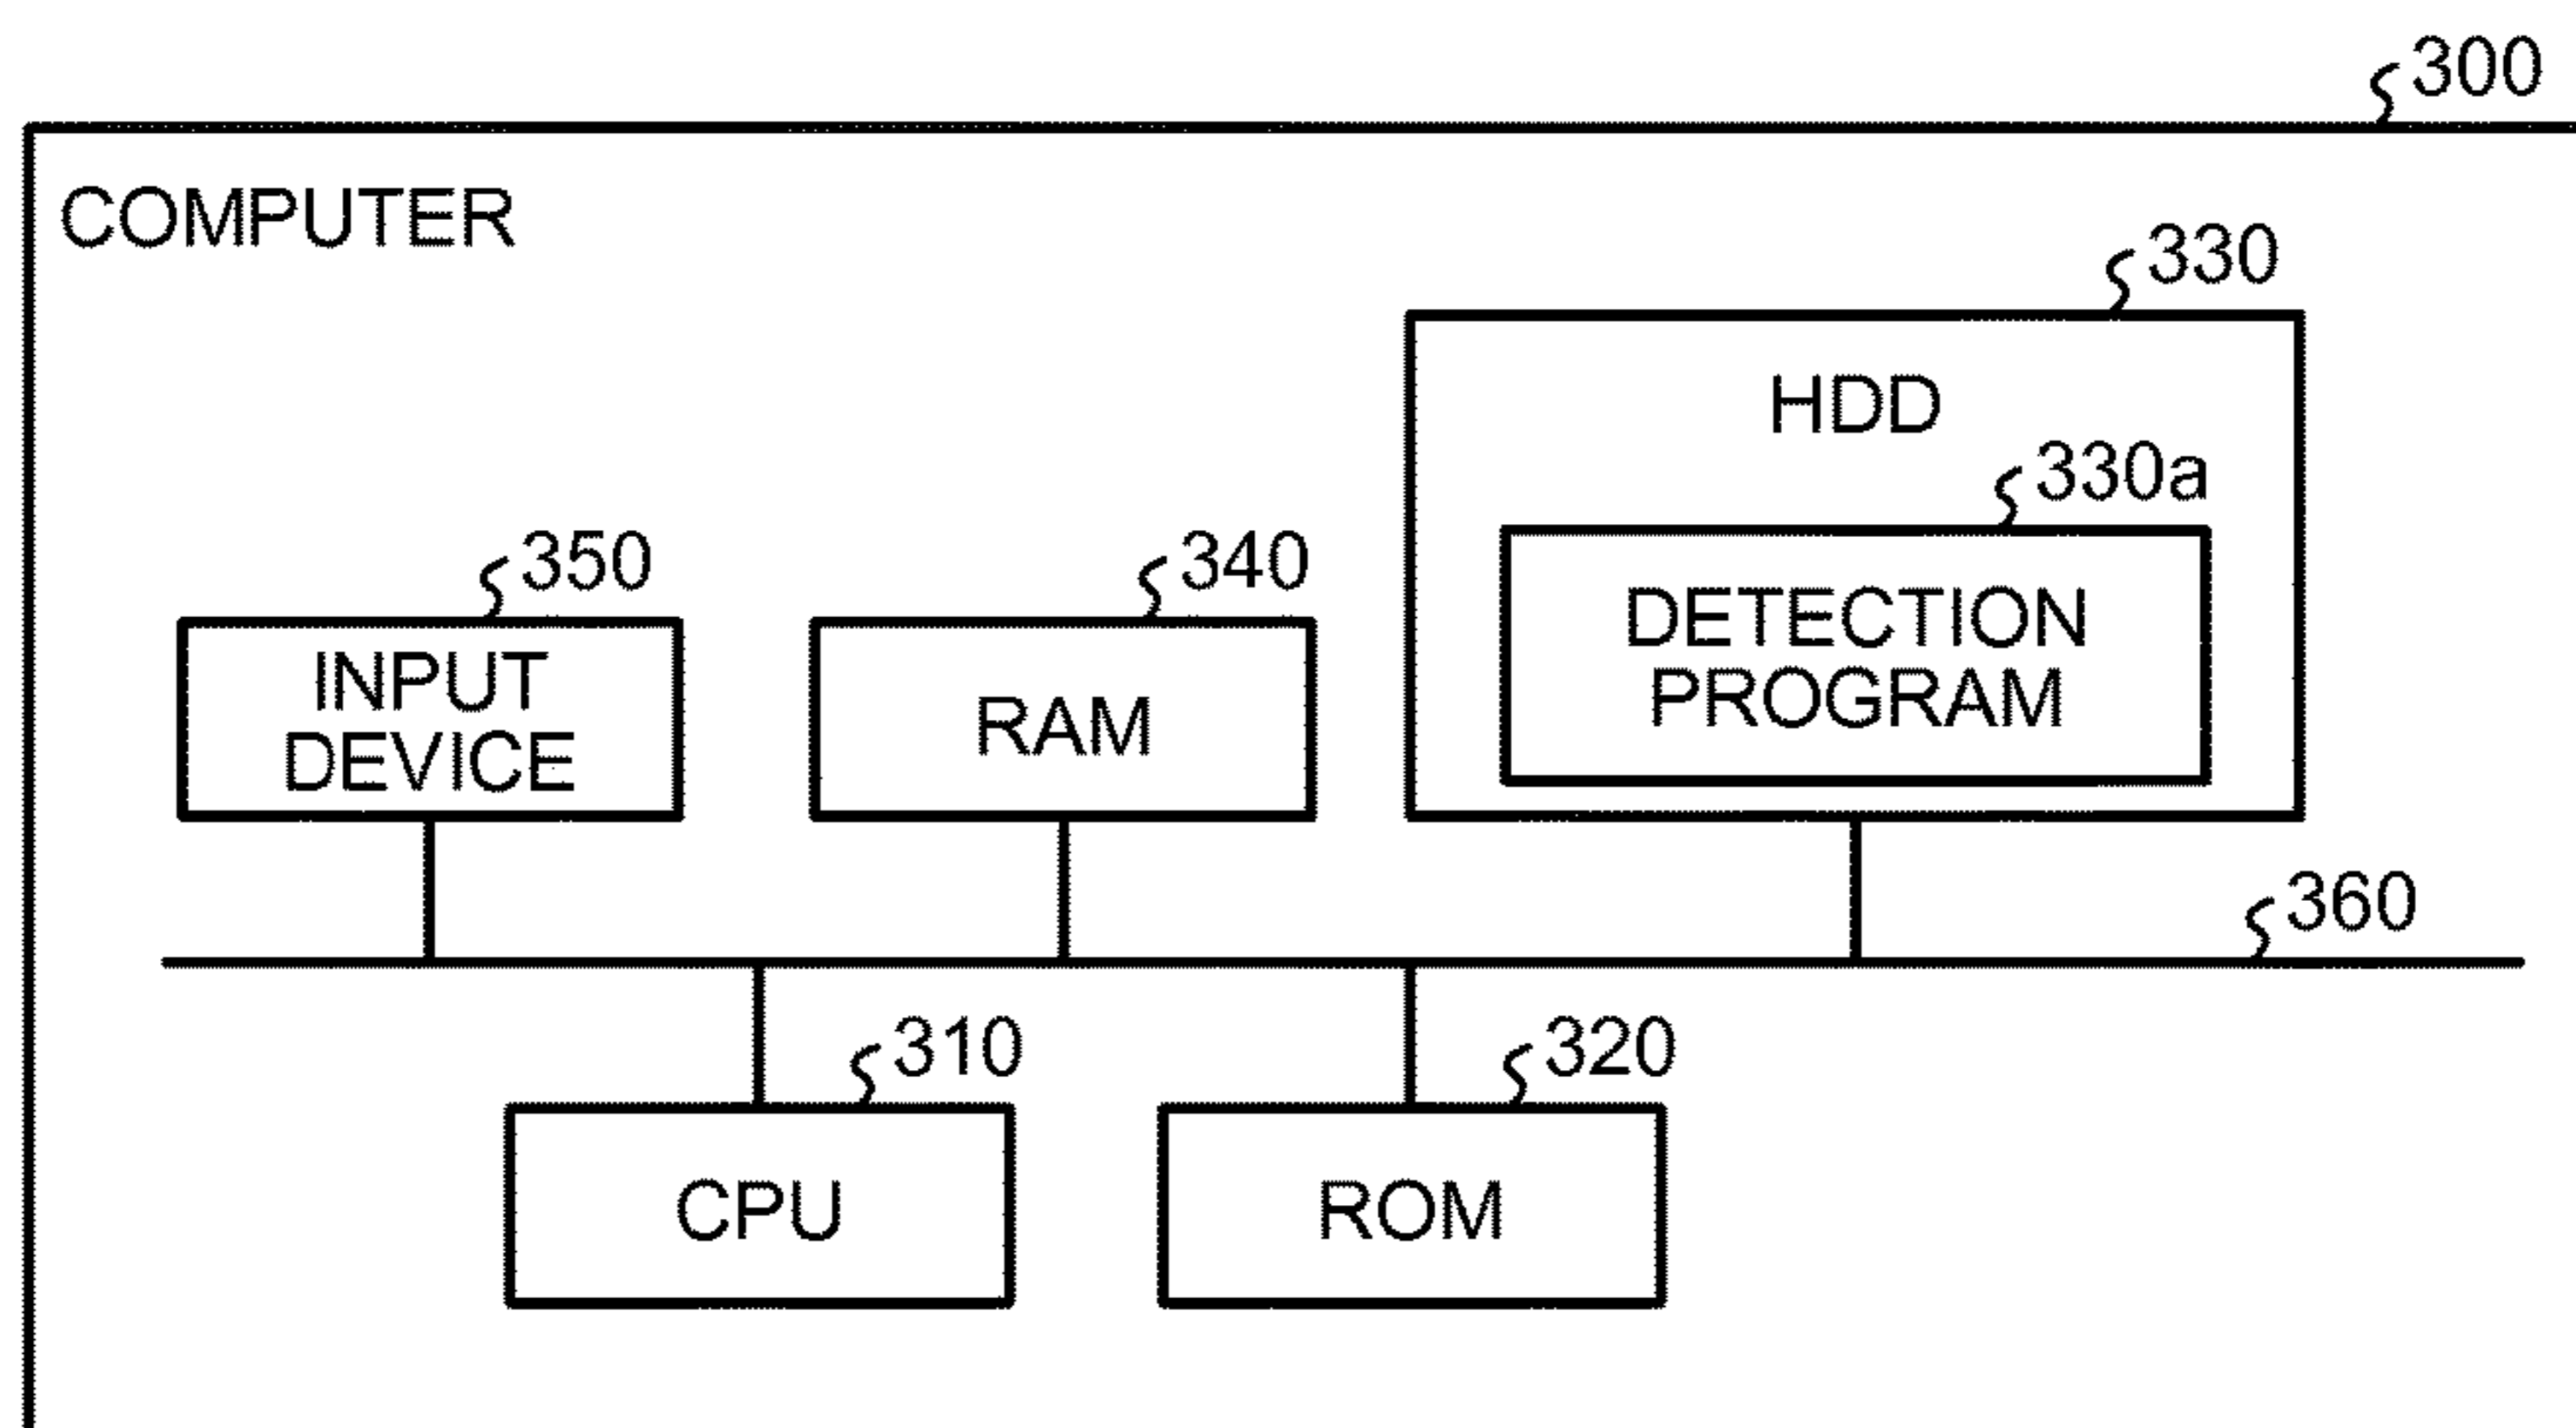 300
COMPUTER
330
HDD
330a
DETECTION
PROGRAM
350
INPUT
DEVICE
340
RAM
360
310
CPU
320
ROM